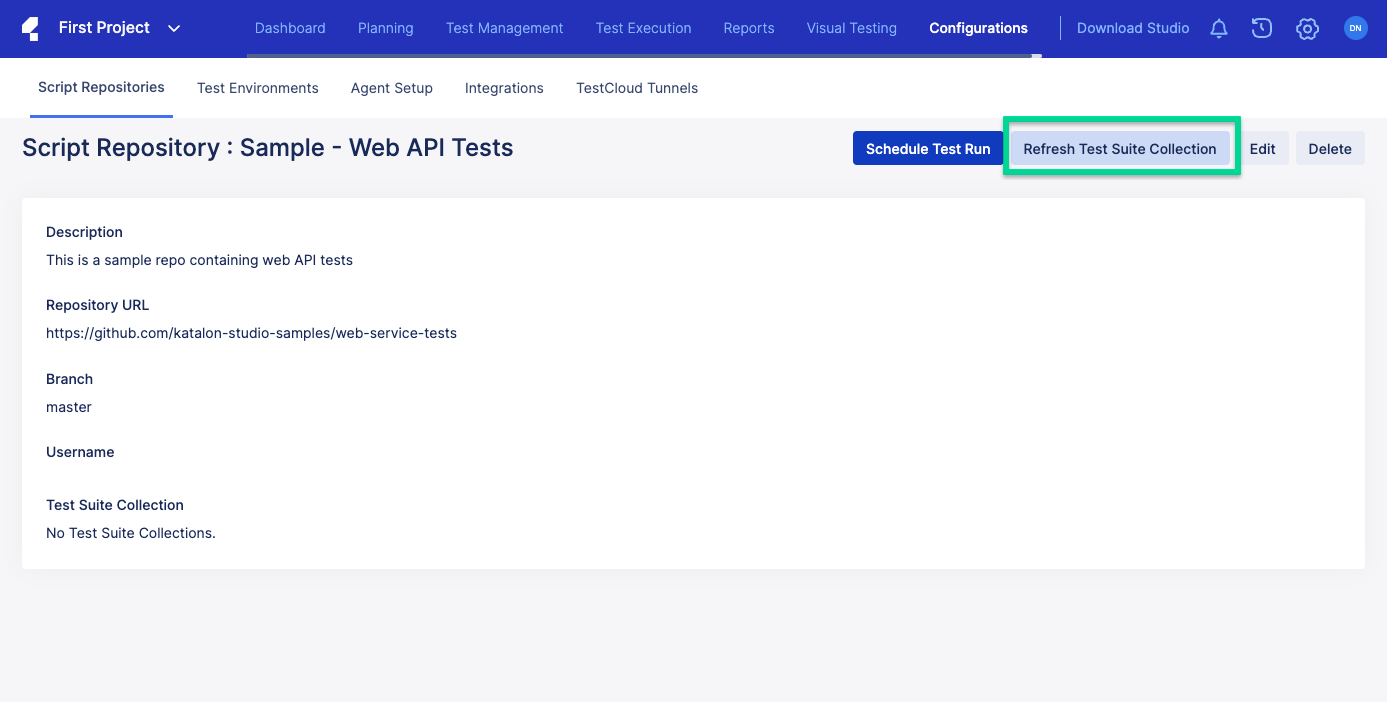 First Project
Dashboard Planning Test Management Test Execution Reports Visual Testing Configurations Download Studio DN
Script Repositories Test Environments Agent Setup Integrations TestCloud Tunnels
Script Repository : Sample - Web API Tests
Schedule Test Run Refresh Test Suite Collection Edit Delete
Description
This is a sample repo containing web API tests
Repository URL
https://github.com/katalon-studio-samples/web-service-tests
Branch
master
Username
Test Suite Collection
No Test Suite Collections.